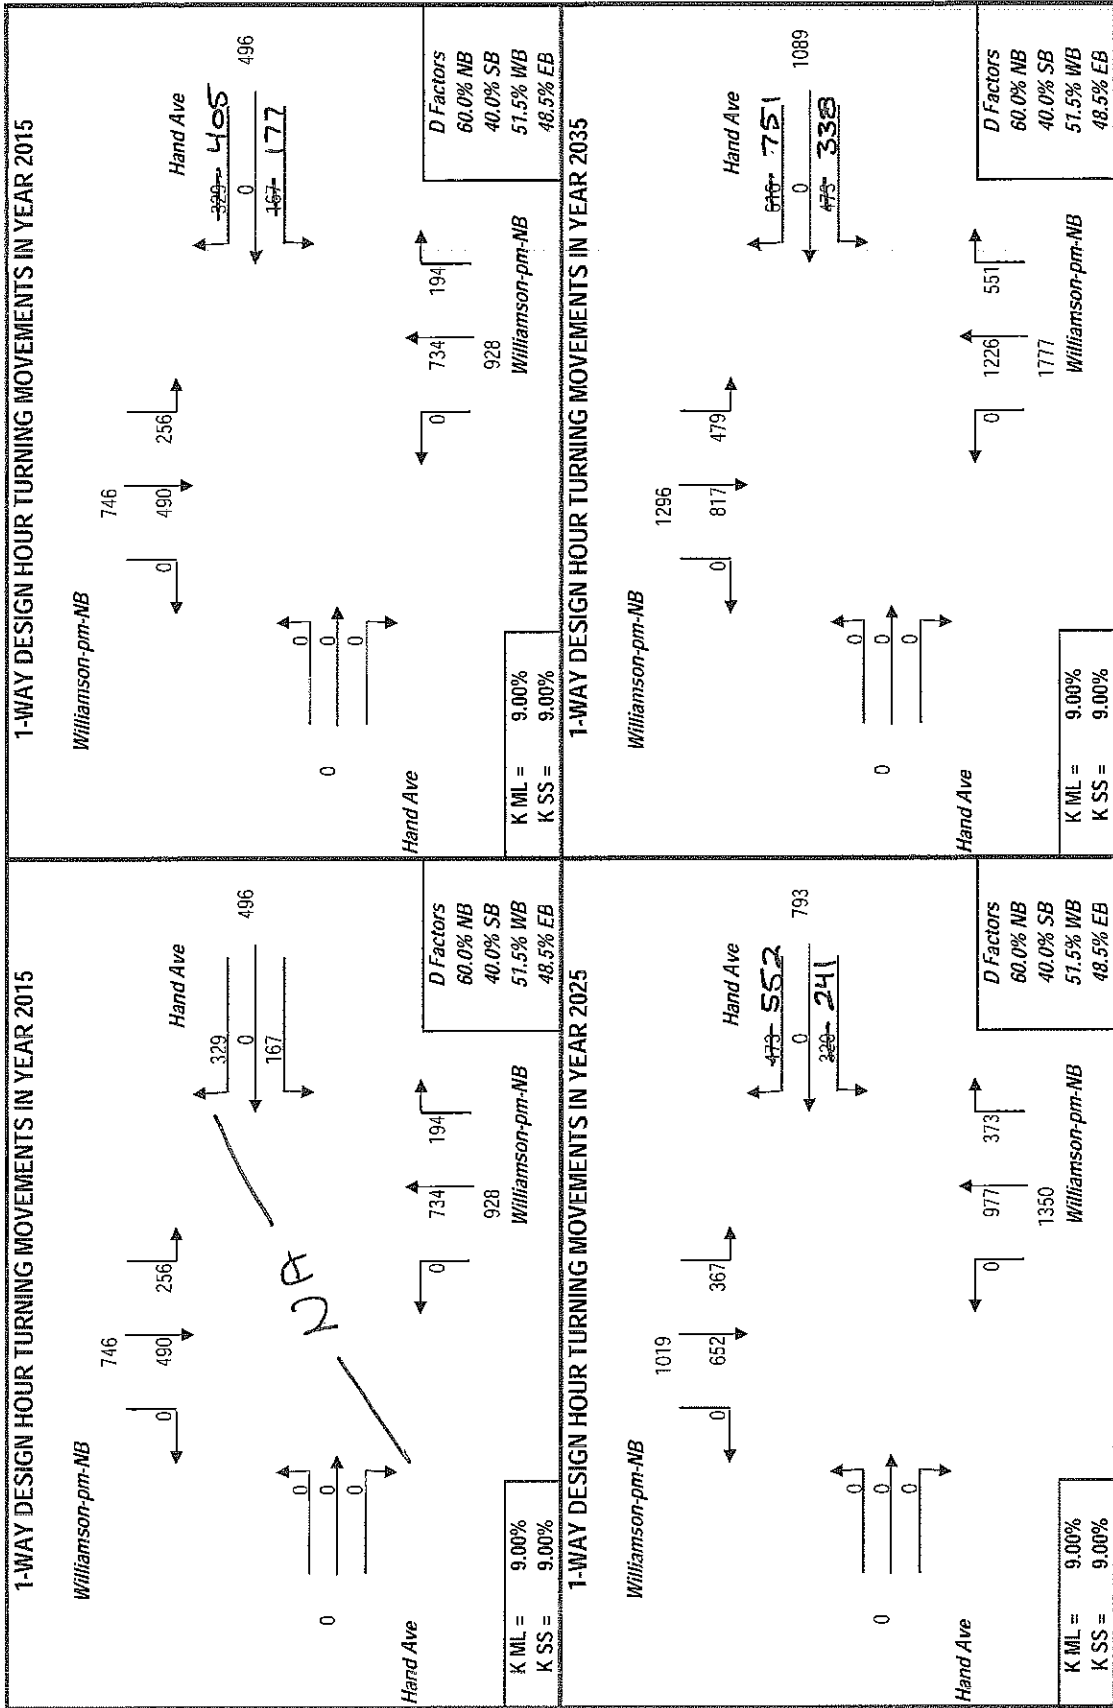 1-WAY DESIGN HOUR TURNING MOVEMENTS IN YEAR 2015
Williamson-pm-NB
746
0 490 256
Hand Ave
329
0 496
167
NA
0
0
0
0
Hand Ave
0 734 194
928
Williamson-pm-NB
K ML = 9.00%
K SS = 9.00%
D Factors
60.0% NB
40.0% SB
51.5% WB
48.5% EB
1-WAY DESIGN HOUR TURNING MOVEMENTS IN YEAR 2015
Williamson-pm-NB
746
0 490 256
Hand Ave
329 405
0 496
167 177
0
0
0
0
Hand Ave
0 734 194
928
Williamson-pm-NB
K ML = 9.00%
K SS = 9.00%
D Factors
60.0% NB
40.0% SB
51.5% WB
48.5% EB
1-WAY DESIGN HOUR TURNING MOVEMENTS IN YEAR 2025
Williamson-pm-NB
1019
0 652 367
Hand Ave
473 552
0 793
320 241
0
0
0
0
Hand Ave
0 977 373
1350
Williamson-pm-NB
K ML = 9.00%
K SS = 9.00%
D Factors
60.0% NB
40.0% SB
51.5% WB
48.5% EB
1-WAY DESIGN HOUR TURNING MOVEMENTS IN YEAR 2035
Williamson-pm-NB
1296
0 817 479
Hand Ave
616 751
0 1089
473 338
0
0
0
0
Hand Ave
0 1226 551
1777
Williamson-pm-NB
K ML = 9.00%
K SS = 9.00%
D Factors
60.0% NB
40.0% SB
51.5% WB
48.5% EB